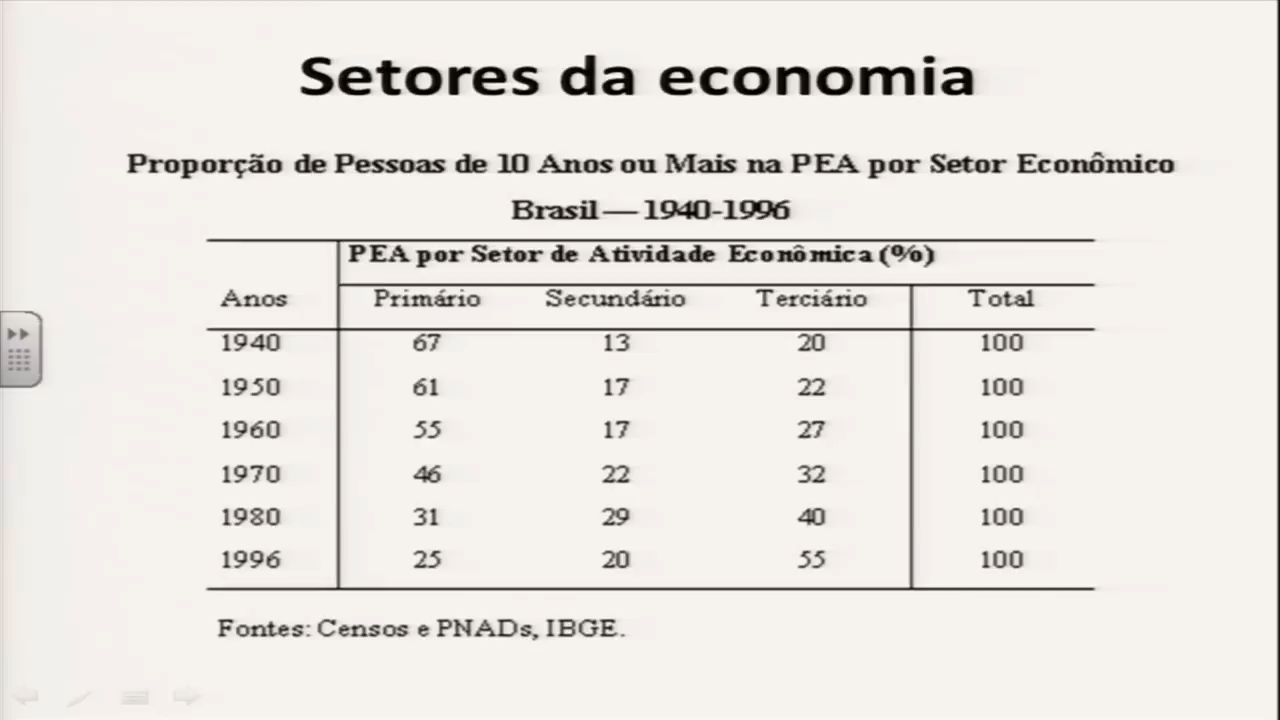 Setores da economia
Proporção de Pessoas de 10 Anos ou Mais na PEA por Setor Econômico
Brasil — 1940-1996
PEA por Setor de Atividade Econômica (%)
Anos Primário Secundário Terciário Total
1940 67 13 20 100
1950 61 17 22 100
1960 55 17 27 100
1970 46 22 32 100
1980 31 29 40 100
1996 25 20 55 100
Fontes: Censos e PNADs, IBGE.